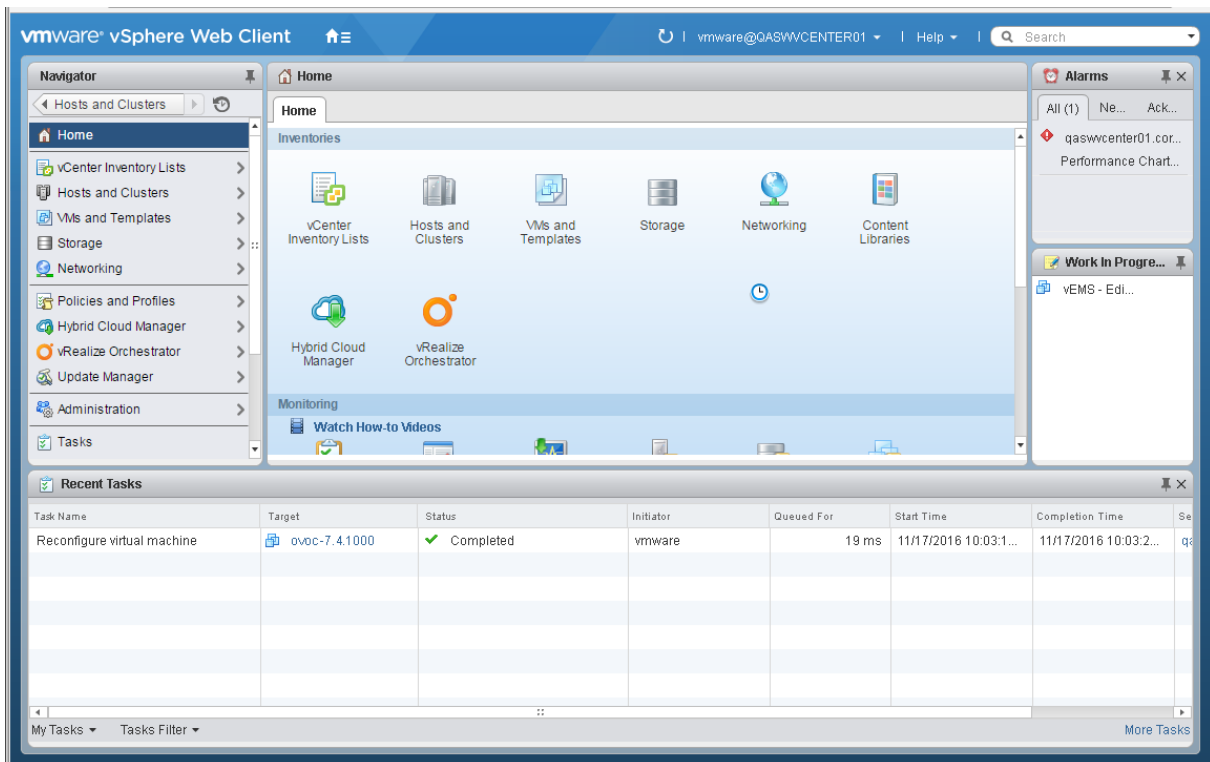 vmware® vSphere Web Client
vmware@QASWVCENTER01
Help
Search
Navigator
Hosts and Clusters
Home
vCenter Inventory Lists
Hosts and Clusters
VMs and Templates
Storage
Networking
Policies and Profiles
Hybrid Cloud Manager
vRealize Orchestrator
Update Manager
Administration
Tasks
Home
Home
Inventories
vCenter
Inventory Lists
Hosts and
Clusters
VMs and
Templates
Storage
Networking
Content
Libraries
Hybrid Cloud
Manager
vRealize
Orchestrator
Monitoring
Watch How-to Videos
Alarms
All (1) Ne... Ack...
qaswvcenter01.cor...
Performance Chart...
Work In Progre...
vEMS - Edi...
Recent Tasks
Task Name Target Status Initiator Queued For Start Time Completion Time Se
Reconfigure virtual machine ovoc-7.4.1000 Completed vmware 19 ms 11/17/2016 10:03:1... 11/17/2016 10:03:2...
My Tasks Tasks Filter More Tasks